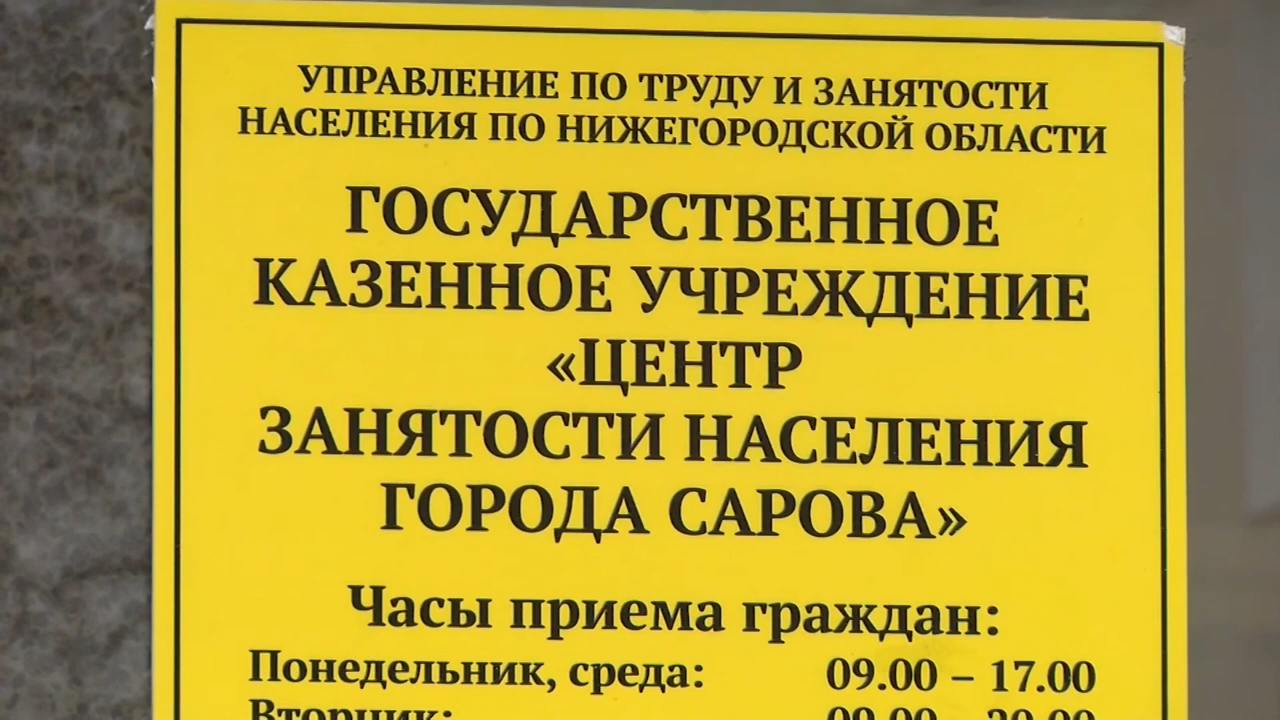 УПРАВЛЕНИЕ ПО ТРУДУ И ЗАНЯТОСТИ
НАСЕЛЕНИЯ ПО НИЖЕГОРОДСКОЙ ОБЛАСТИ
ГОСУДАРСТВЕННОЕ
КАЗЕННОЕ УЧРЕЖДЕНИЕ
«ЦЕНТР
ЗАНЯТОСТИ НАСЕЛЕНИЯ
ГОРОДА САРОВА»
Часы приема граждан:
Понедельник, среда: 09.00 – 17.00
Вторник: